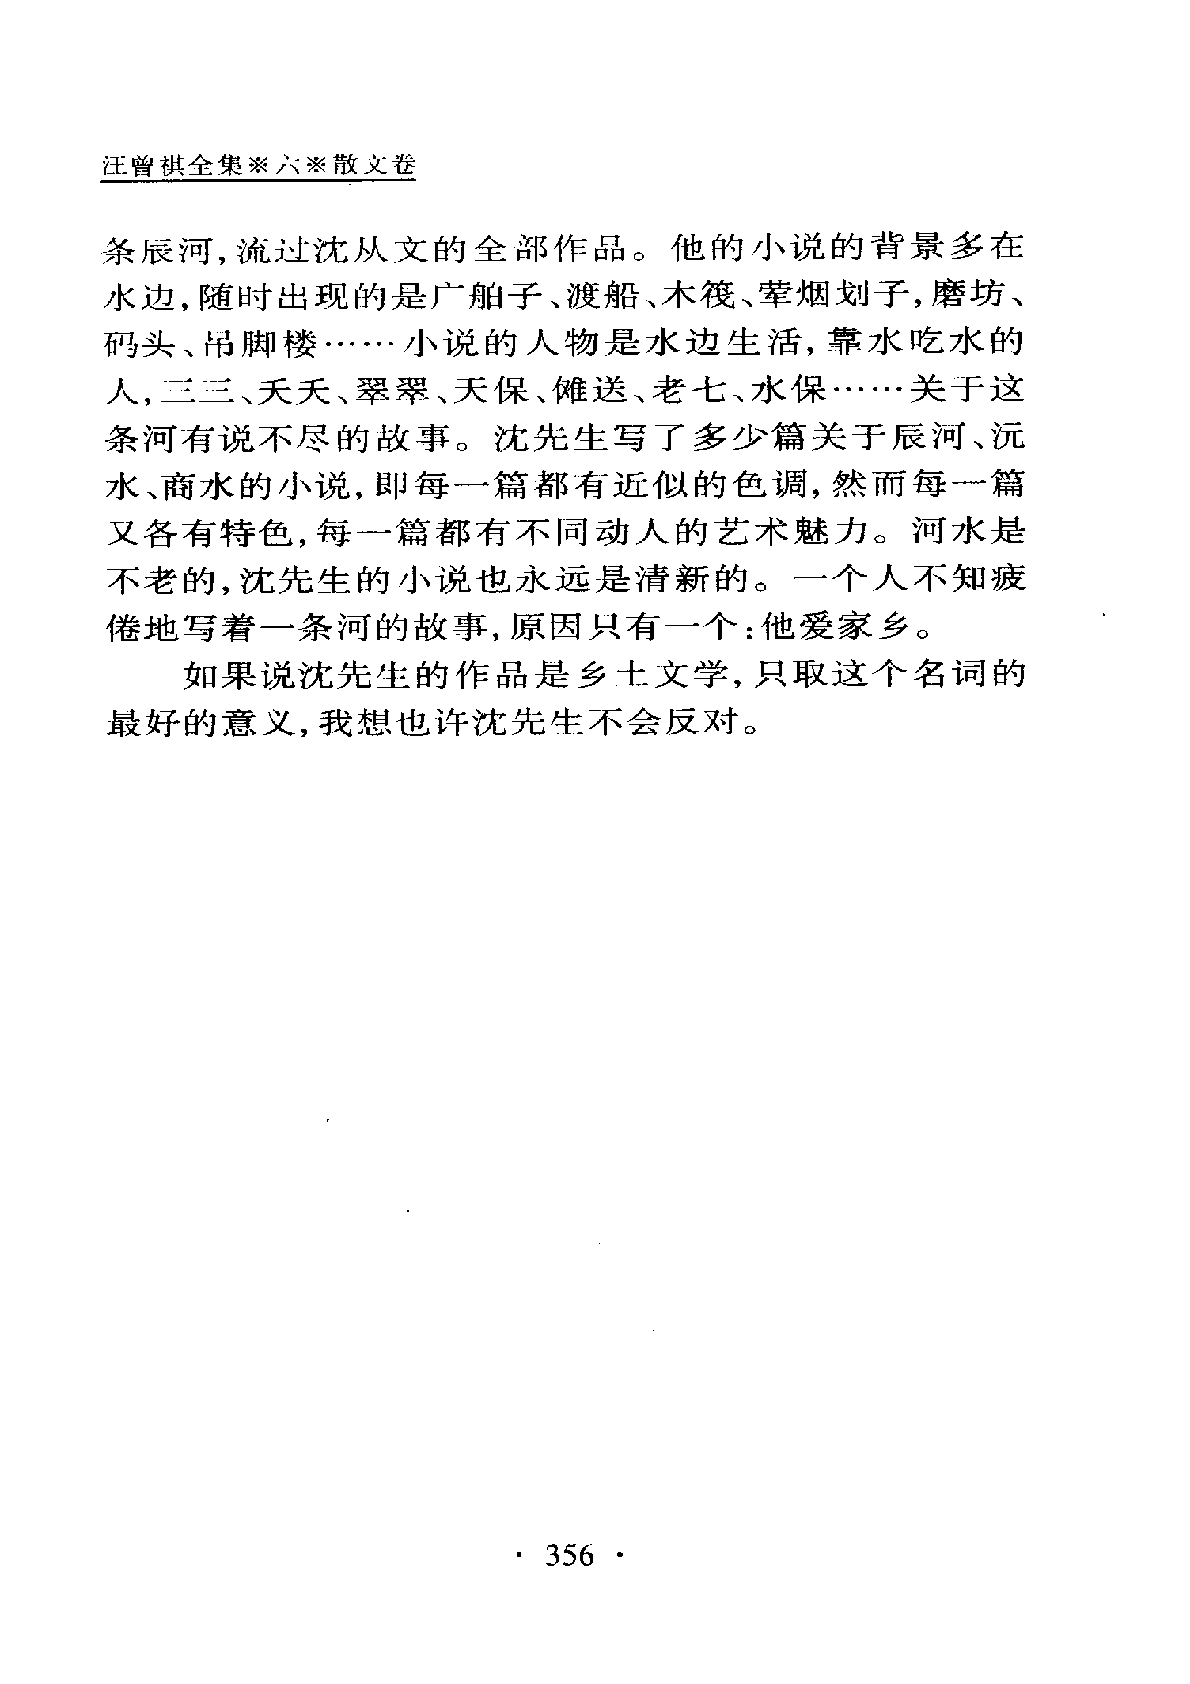 汪曾祺全集※六※散文卷
条辰河,流过沈从文的全部作品。他的小说的背景多在
水边,随时出现的是广舶子、渡船、木筏、荤烟划子,磨坊、
码头、吊脚楼……小说的人物是水边生活,靠水吃水的
人,三三、夭夭、翠翠、天保、傩送、老七、水保……关于这
条河有说不尽的故事。沈先生写了多少篇关于辰河、沅
水、商水的小说,即每一篇都有近似的色调,然而每一篇
又各有特色,每一篇都有不同动人的艺术魅力。河水是
不老的,沈先生的小说也永远是清新的。一个人不知疲
倦地写着一条河的故事,原因只有一个:他爱家乡。
如果说沈先生的作品是乡土文学,只取这个名词的
最好的意义,我想也许沈先生不会反对。
· 356 ·